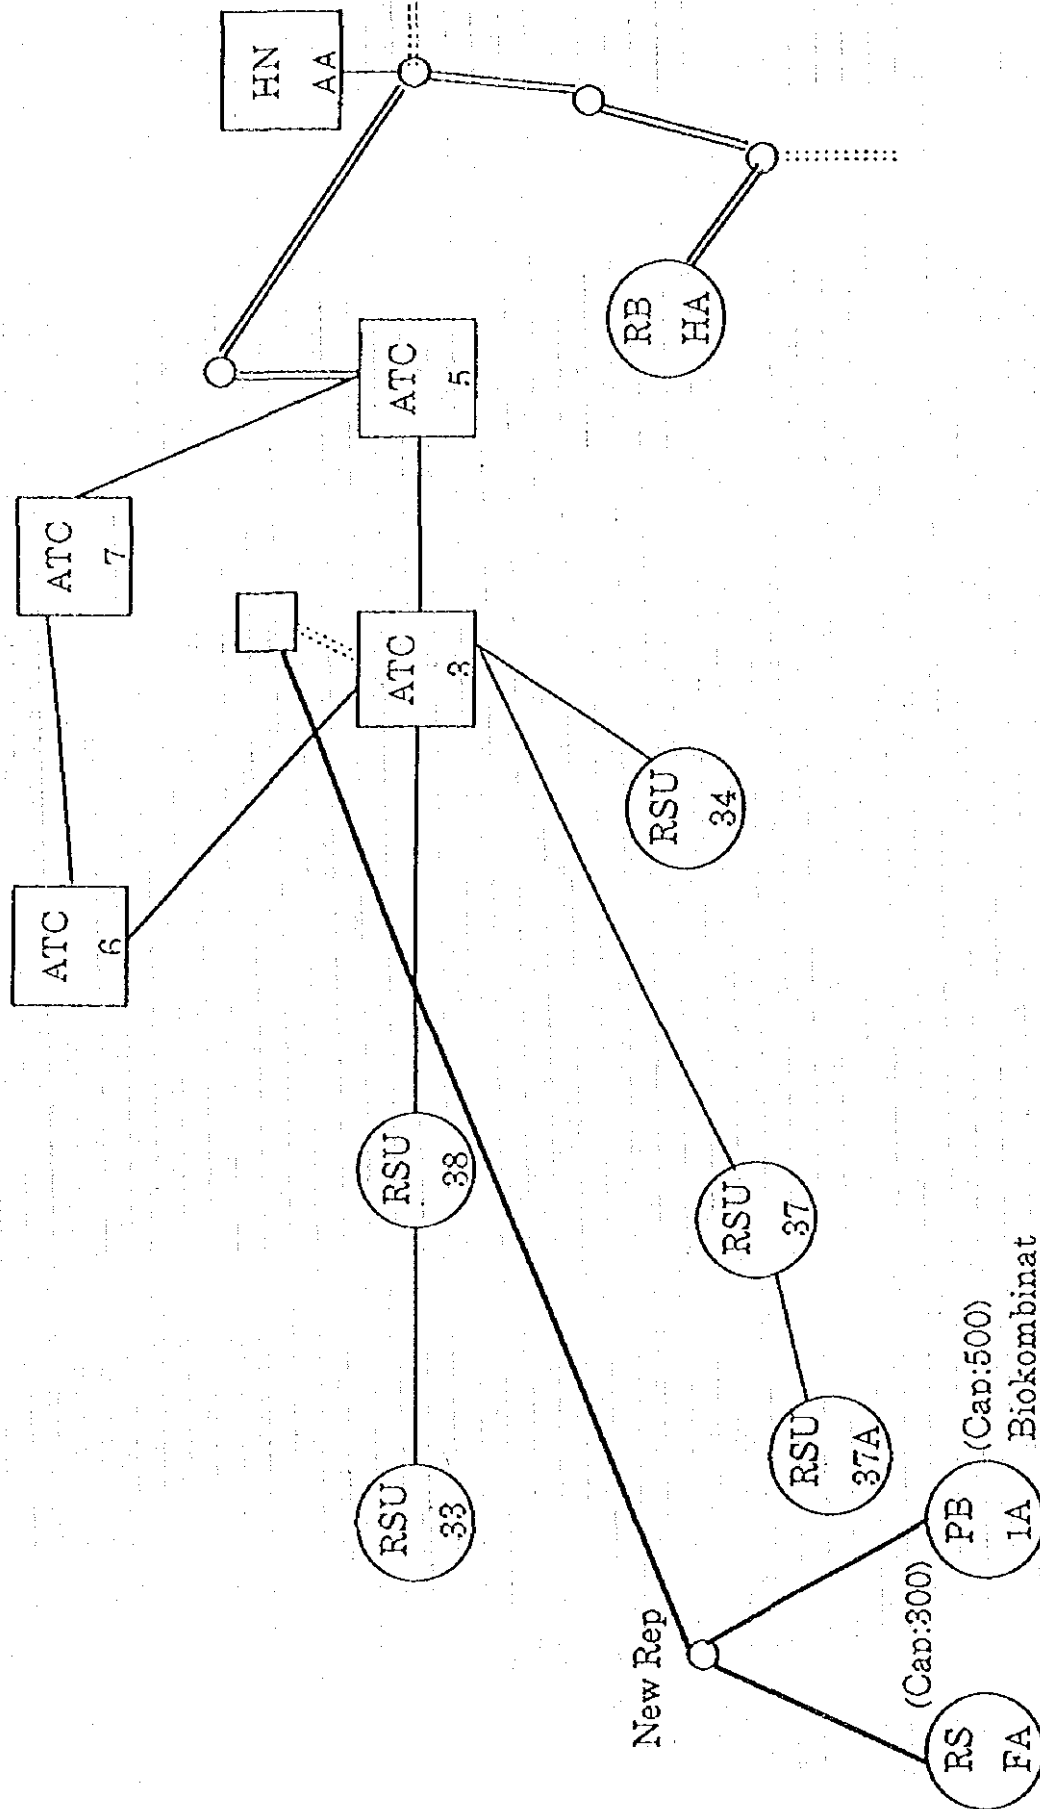 ATC
6
ATC
7
HN
AA
RSU
33
RSU
38
ATC
3
ATC
5
New Rep
RSU
34
RB
HA
RSU
37
RSU
37A
(Cap:300)
RS
FA
PB
1A
(Cap:500)
Biokombinat